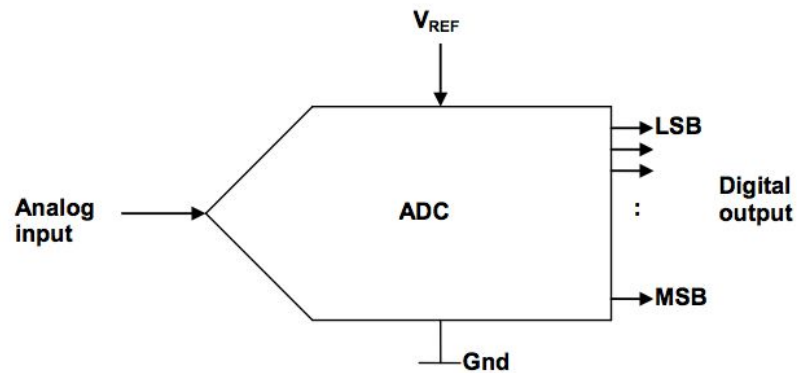 VREF
LSB
Analog
input
ADC
:
Digital
output
MSB
Gnd